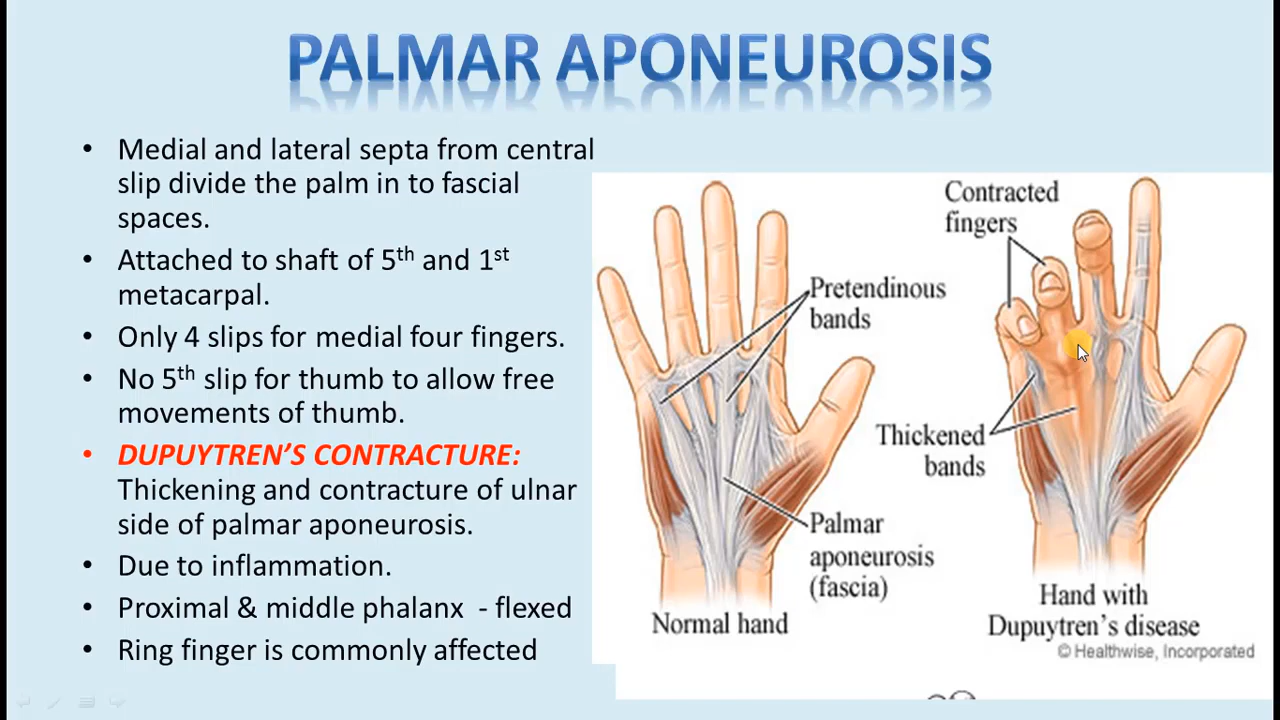 PALMAR APONEUROSIS
• Medial and lateral septa from central
slip divide the palm in to fascial
spaces.
• Attached to shaft of 5th and 1st
metacarpal.
• Only 4 slips for medial four fingers.
• No 5th slip for thumb to allow free
movements of thumb.
• DUPUYTREN’S CONTRACTURE:
Thickening and contracture of ulnar
side of palmar aponeurosis.
• Due to inflammation.
• Proximal & middle phalanx - flexed
• Ring finger is commonly affected
Pretendinous
bands
Palmar
aponeurosis
(fascia)
Normal hand
Contracted
fingers
Thickened
bands
Hand with
Dupuytren’s disease
© Healthwise, Incorporated